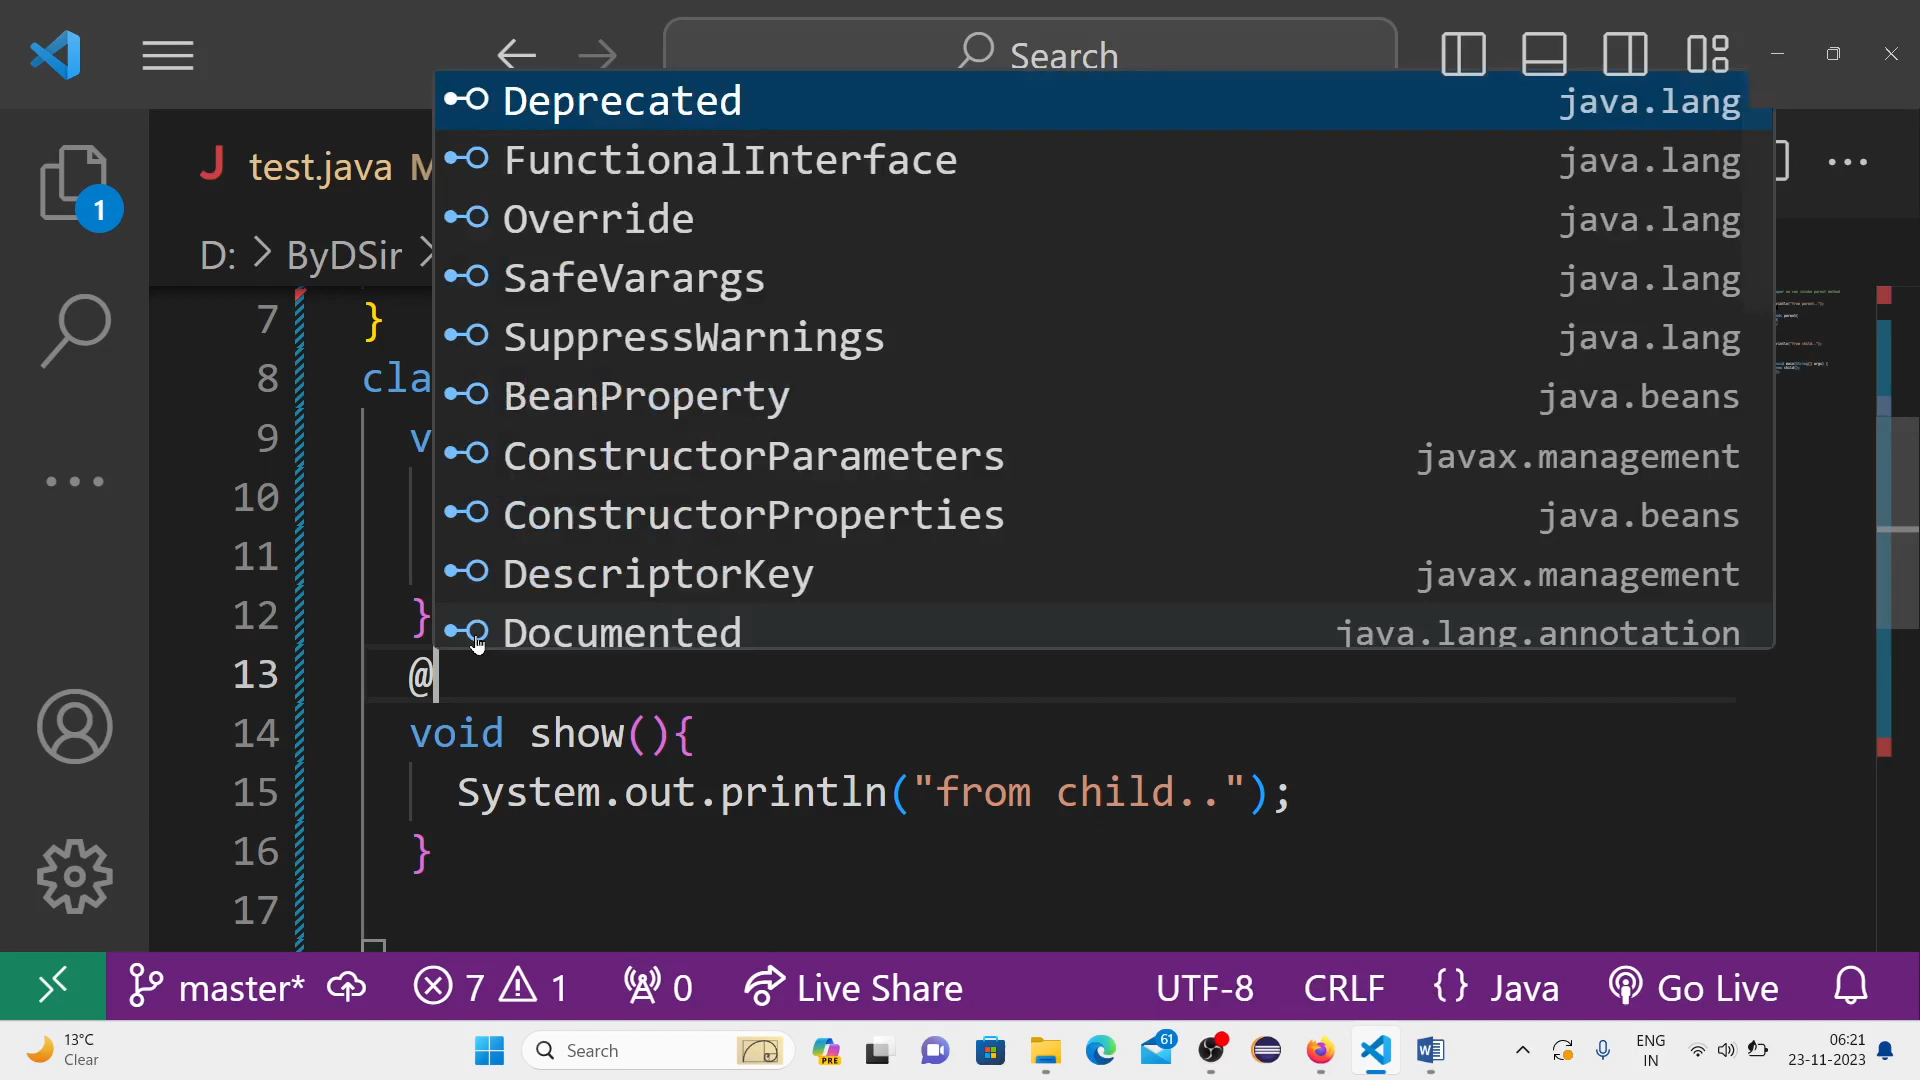 Search
Deprecated java.lang
FunctionalInterface java.lang
Override java.lang
SafeVarargs java.lang
SuppressWarnings java.lang
BeanProperty java.beans
ConstructorParameters javax.management
ConstructorProperties java.beans
DescriptorKey javax.management
Documented java.lang.annotation
J test.java M
1
D: > ByDSir >
7 }
8 cla
9 v
10
11
12 }
13 @
14 void show(){
15 System.out.println("from child..");
16 }
17
master* 7 1 0 Live Share UTF-8 CRLF {} Java Go Live
13°C
Clear
Search
PRE
61
ENG
IN
06:21
23-11-2023